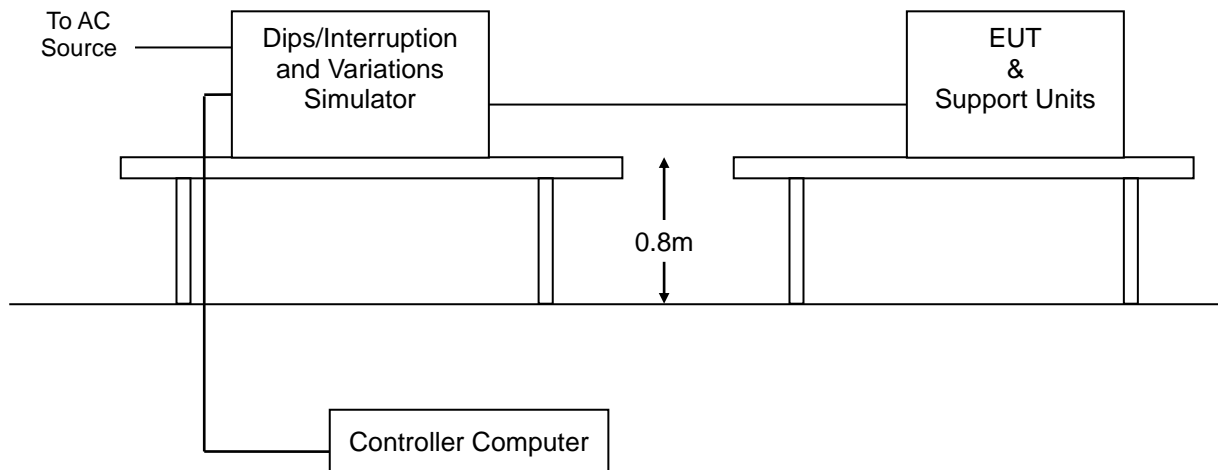 To AC
Source
Dips/Interruption
and Variations
Simulator
EUT
&
Support Units
0.8m
Controller Computer